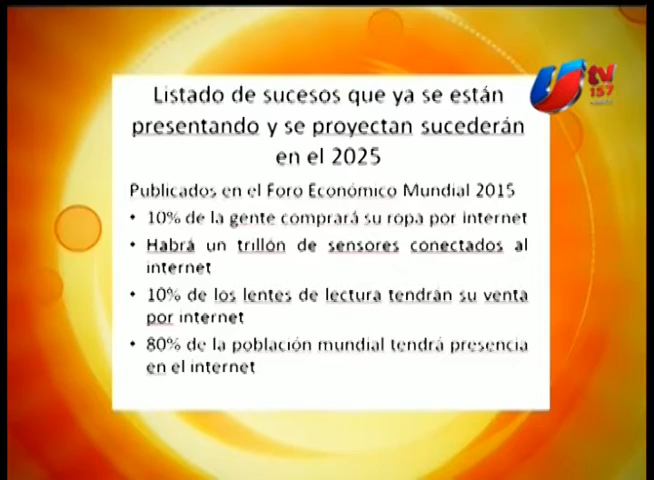 Listado de sucesos que ya se están
presentando y se proyectan sucederán
en el 2025
Publicados en el Foro Económico Mundial 2015
• 10% de la gente comprará su ropa por internet
• Habrá un trillón de sensores conectados al
internet
• 10% de los lentes de lectura tendrán su venta
por internet
• 80% de la población mundial tendrá presencia
en el internet
tv
157